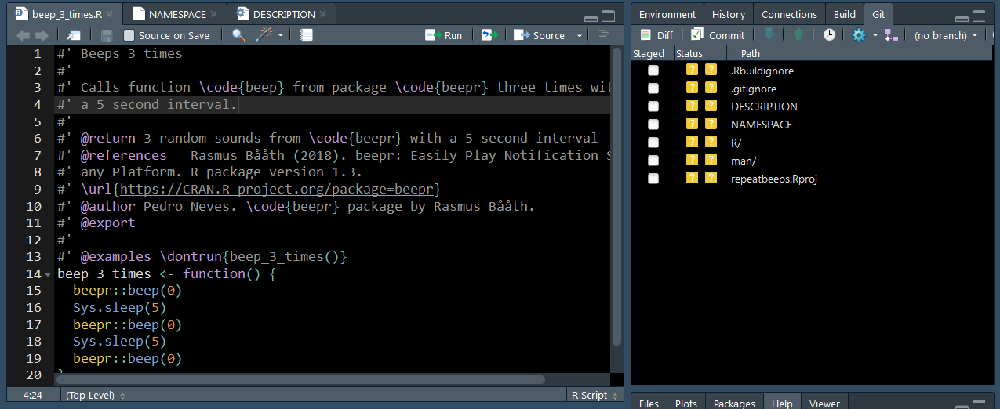 beep_3_times.R
NAMESPACE
DESCRIPTION
Source on Save
Run
Source
1 #' Beeps 3 times
2 #'
3 #' Calls function \code{beep} from package \code{beepr} three times wit
4 #' a 5 second interval.
5 #'
6 #' @return 3 random sounds from \code{beepr} with a 5 second interval
7 #' @references   Rasmus Bååth (2018). beepr: Easily Play Notification S
8 #' any Platform. R package version 1.3.
9 #' \url{https://CRAN.R-project.org/package=beepr}
10 #' @author Pedro Neves. \code{beepr} package by Rasmus Bååth.
11 #' @export
12 #'
13 #' @examples \dontrun{beep_3_times()}
14 beep_3_times <- function() {
15   beepr::beep(0)
16   Sys.sleep(5)
17   beepr::beep(0)
18   Sys.sleep(5)
19   beepr::beep(0)
20 }
4:24 (Top Level) R Script
Environment History Connections Build Git
Diff Commit (no branch)
Staged Status Path
? ? .Rbuildignore
? ? .gitignore
? ? DESCRIPTION
? ? NAMESPACE
? ? R/
? ? man/
? ? repeatbeeps.Rproj
Files Plots Packages Help Viewer